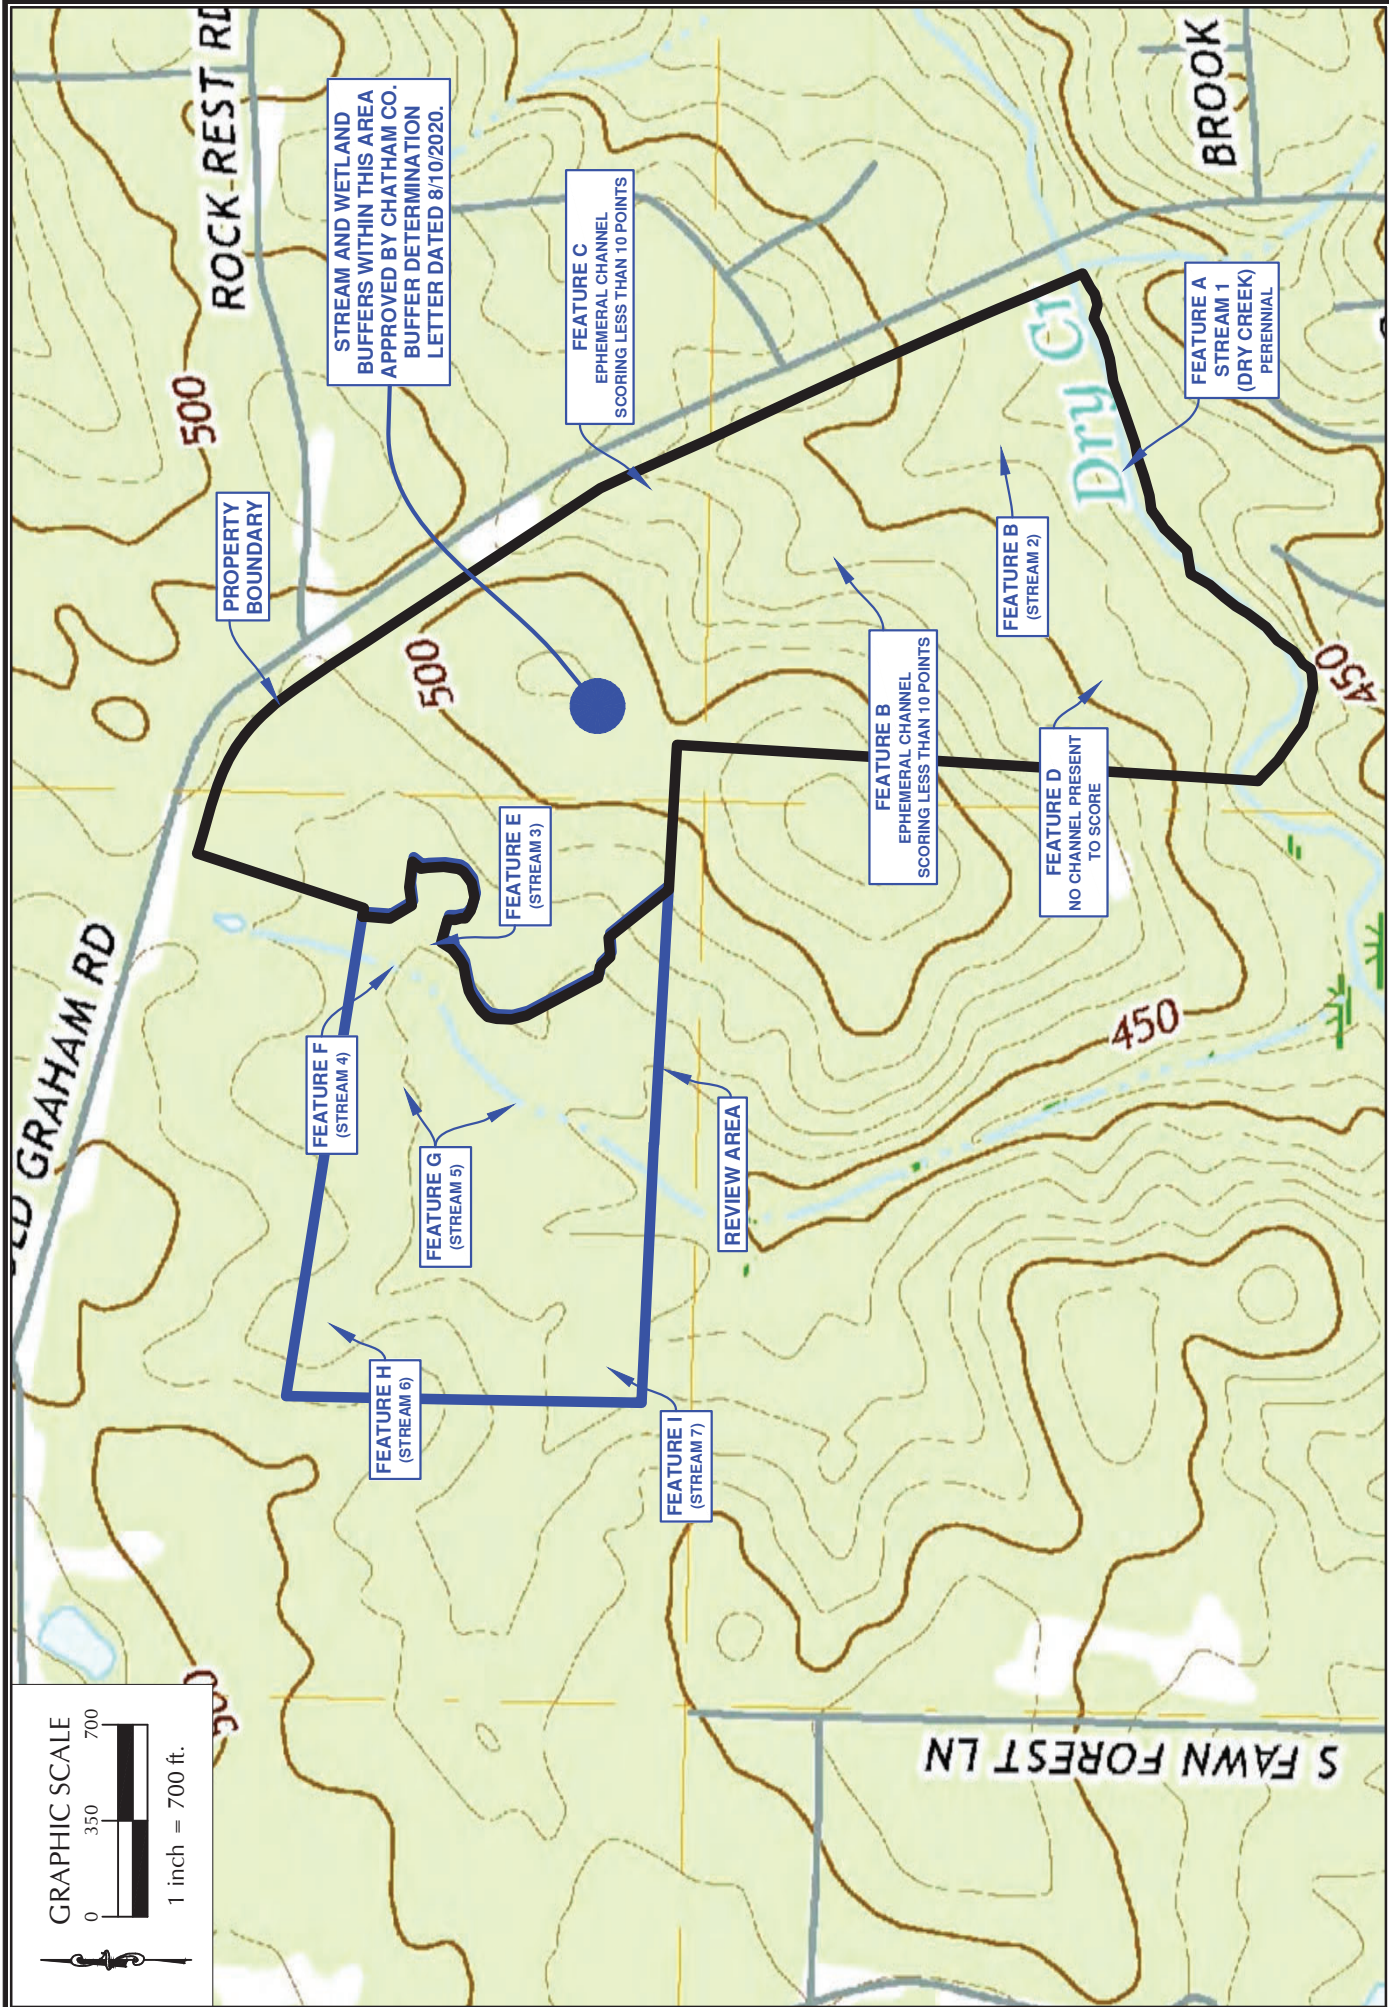 ROCK REST RD
STREAM AND WETLAND
BUFFERS WITHIN THIS AREA
APPROVED BY CHATHAM CO.
BUFFER DETERMINATION
LETTER DATED 8/10/2020.
FEATURE C
EPHEMERAL CHANNEL
SCORING LESS THAN 10 POINTS
BROOK
500
PROPERTY
BOUNDARY
Dry Cr
FEATURE A
STREAM 1
(DRY CREEK)
PERENNIAL
FEATURE B
(STREAM 2)
500
FEATURE B
EPHEMERAL CHANNEL
SCORING LESS THAN 10 POINTS
450
FEATURE D
NO CHANNEL PRESENT
TO SCORE
FEATURE E
(STREAM 3)
GRAHAM RD
FEATURE F
(STREAM 4)
450
FEATURE G
(STREAM 5)
REVIEW AREA
FEATURE H
(STREAM 6)
FEATURE I
(STREAM 7)
S FAWN FOREST LN
GRAPHIC SCALE
0 350 700
1 inch = 700 ft.